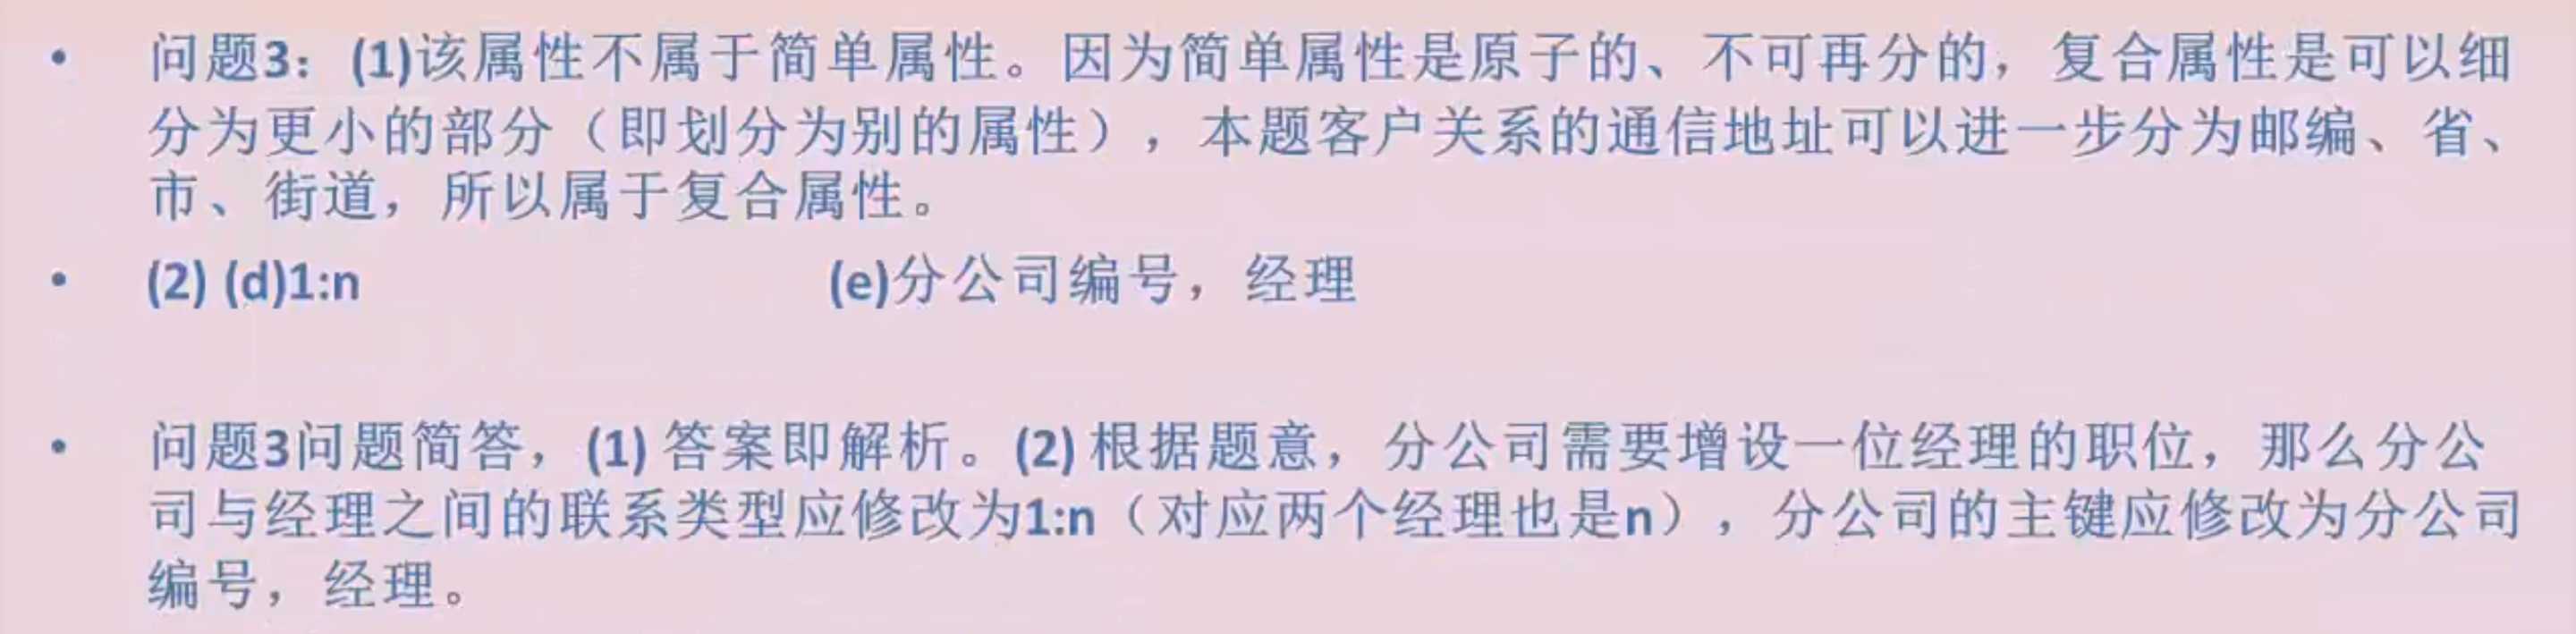 • 问题3：(1)该属性不属于简单属性。因为简单属性是原子的、不可再分的，复合属性是可以细
分为更小的部分（即划分为别的属性），本题客户关系的通信地址可以进一步分为邮编、省、
市、街道，所以属于复合属性。
• (2) (d)1:n (e)分公司编号，经理
• 问题3问题简答，(1) 答案即解析。(2) 根据题意，分公司需要增设一位经理的职位，那么分公
司与经理之间的联系类型应修改为1:n（对应两个经理也是n），分公司的主键应修改为分公司
编号，经理。